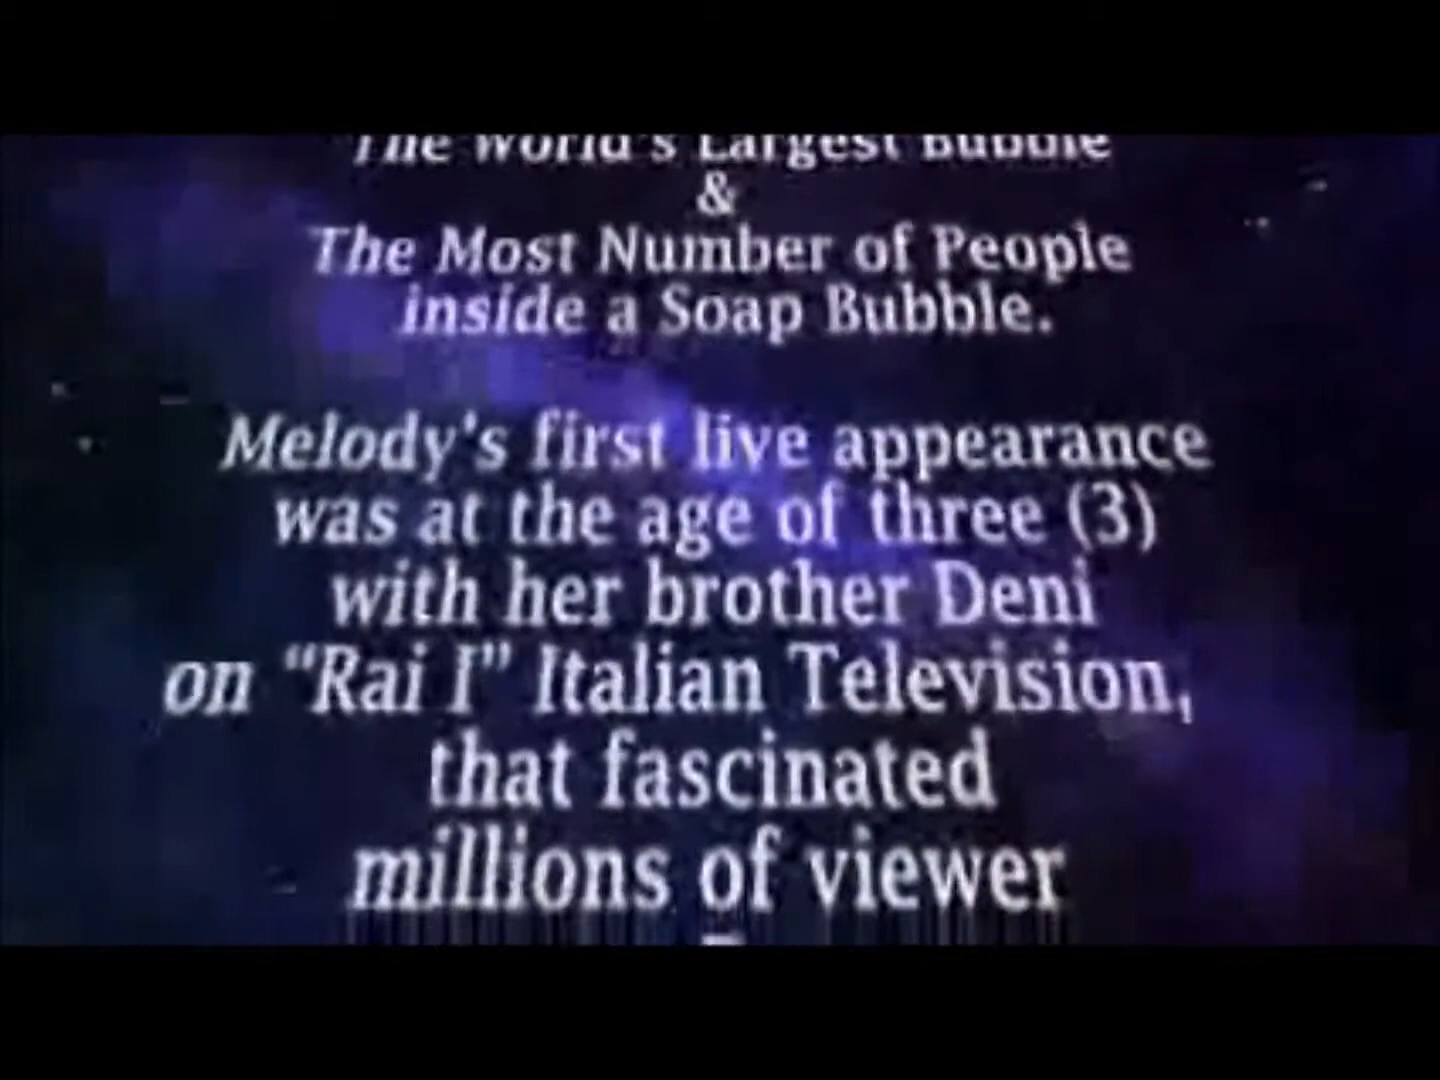 The World's Largest Bubble
&
The Most Number of People
inside a Soap Bubble.
Melody's first live appearance
was at the age of three (3)
with her brother Deni
on “Rai I” Italian Television,
that fascinated
millions of viewer